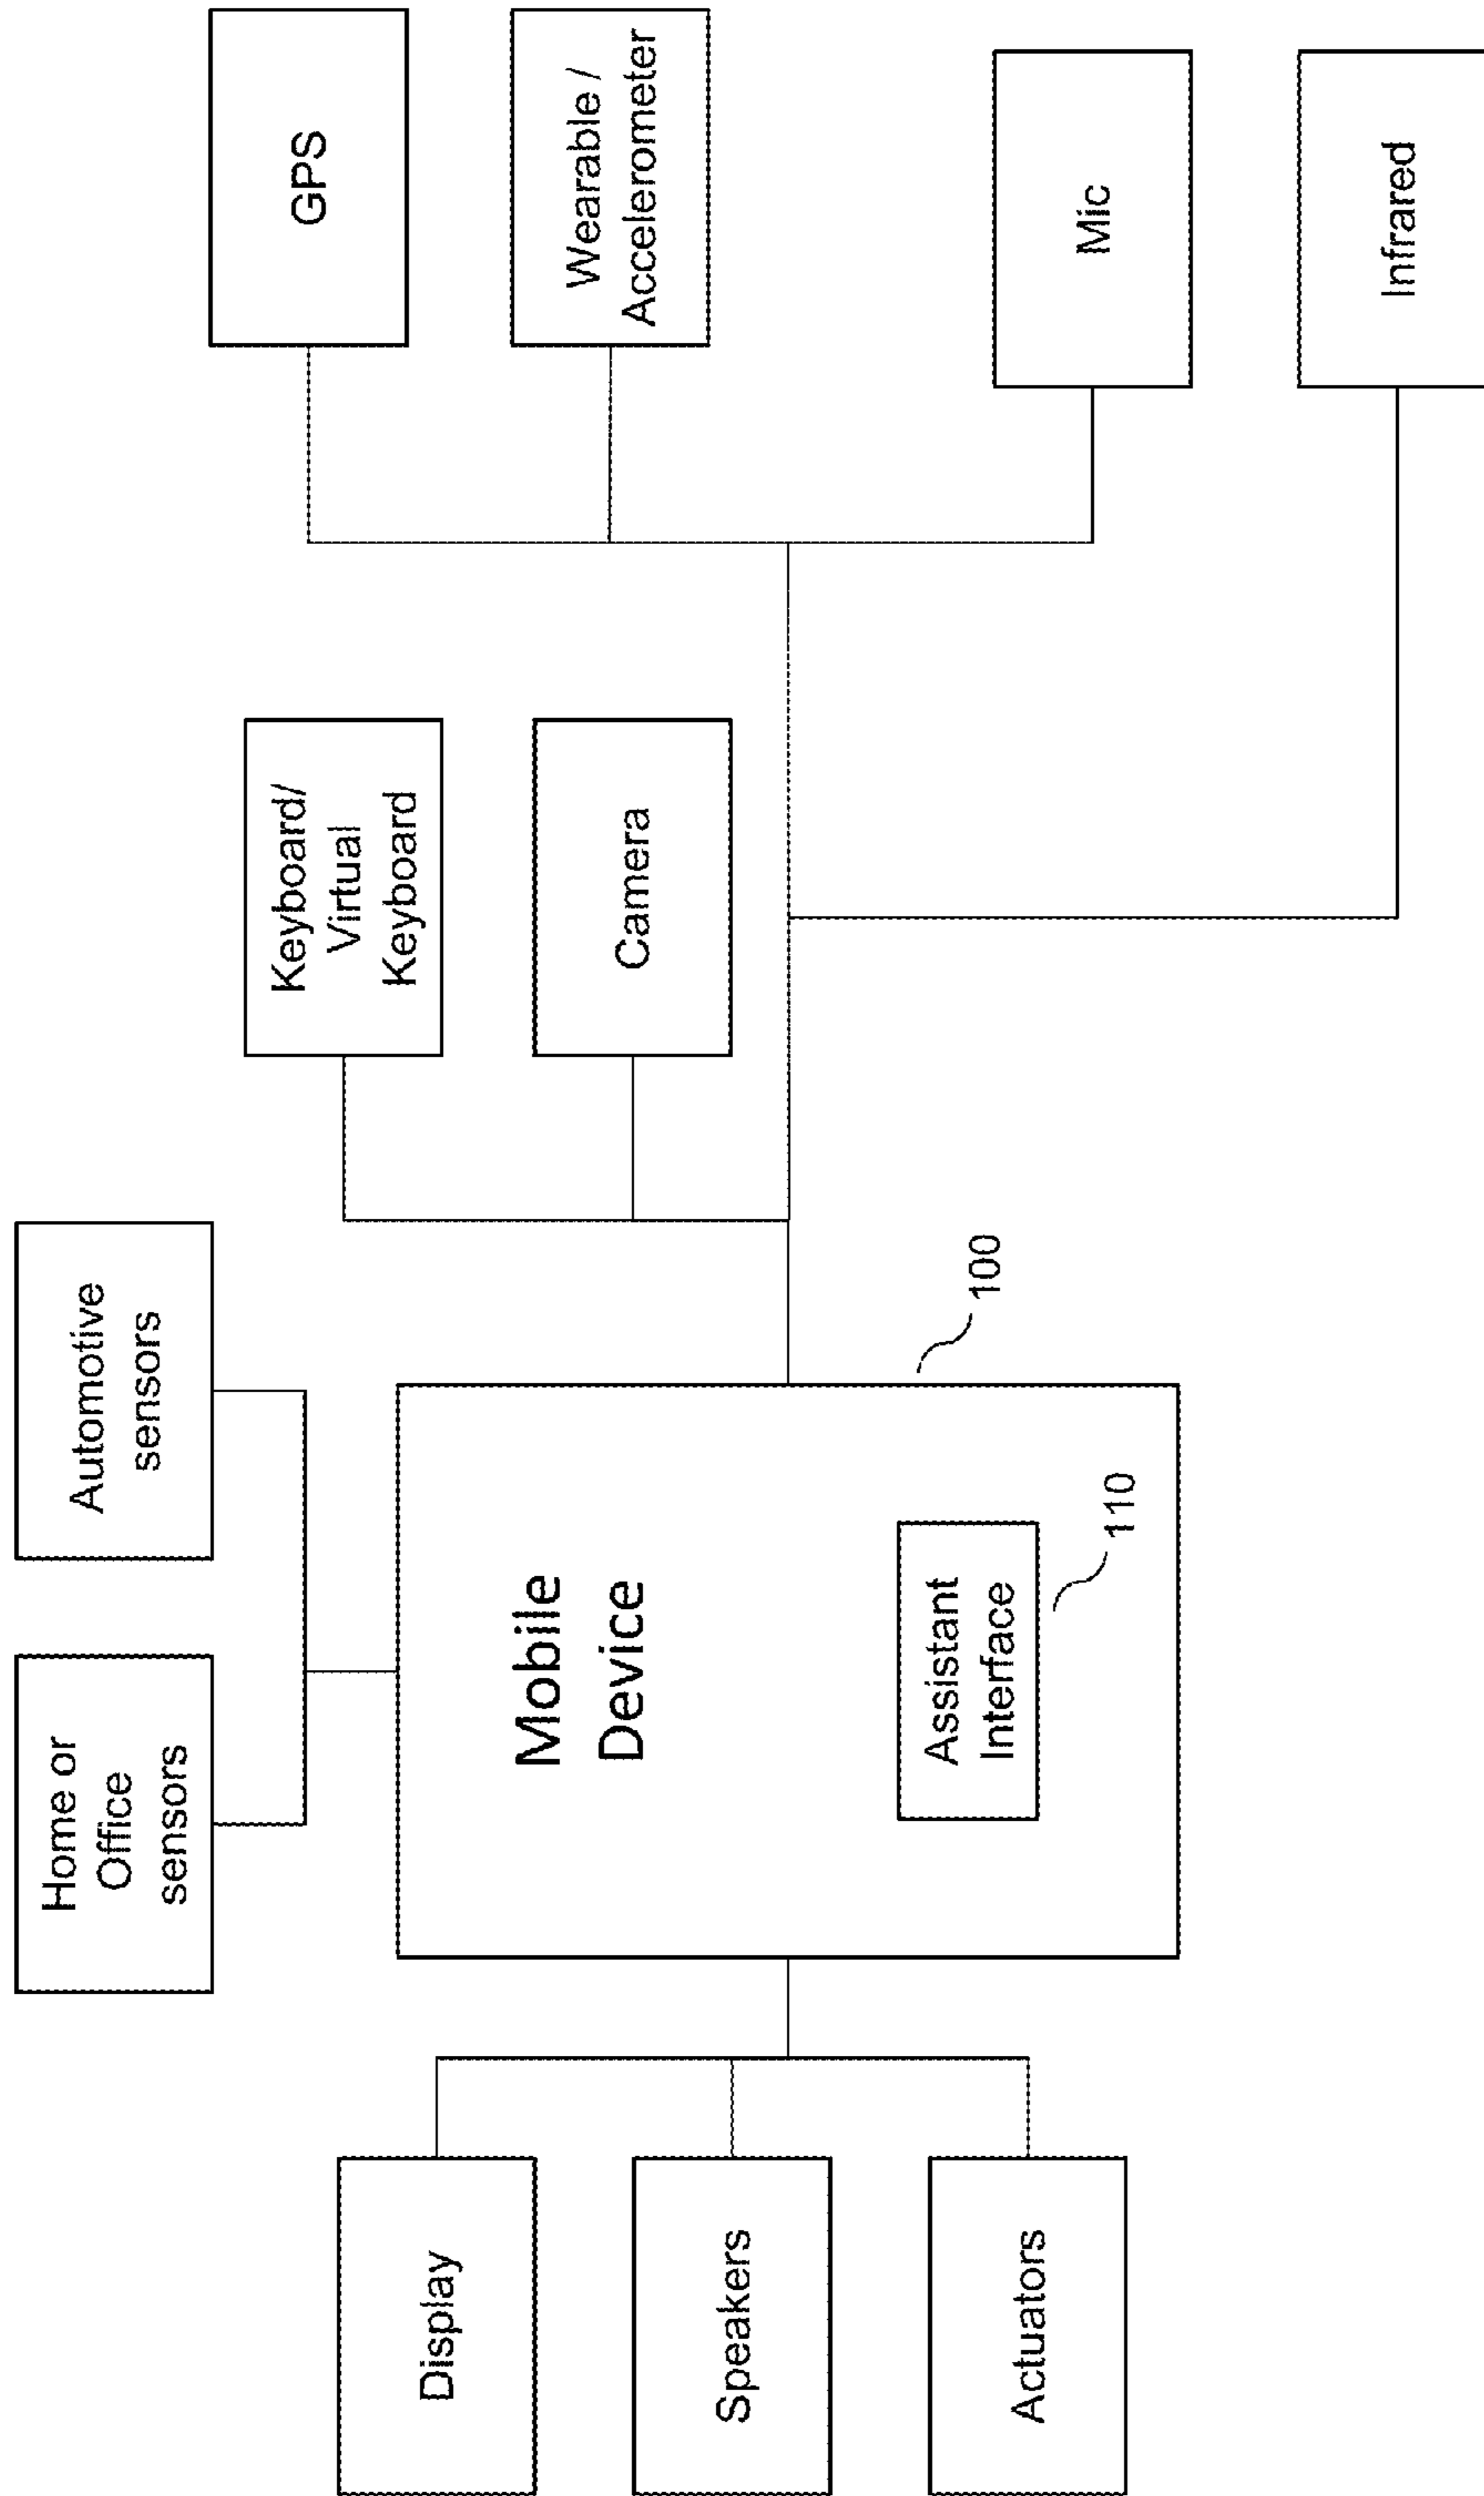 Home or
Office
sensors
Automotive
sensors
Display
Speakers
Actuators
Mobile
Device
Assistant
Interface
110
100
Keyboard/
Virtual
Keyboard
Camera
GPS
Wearable /
Accelerometer
Mic
Infrared